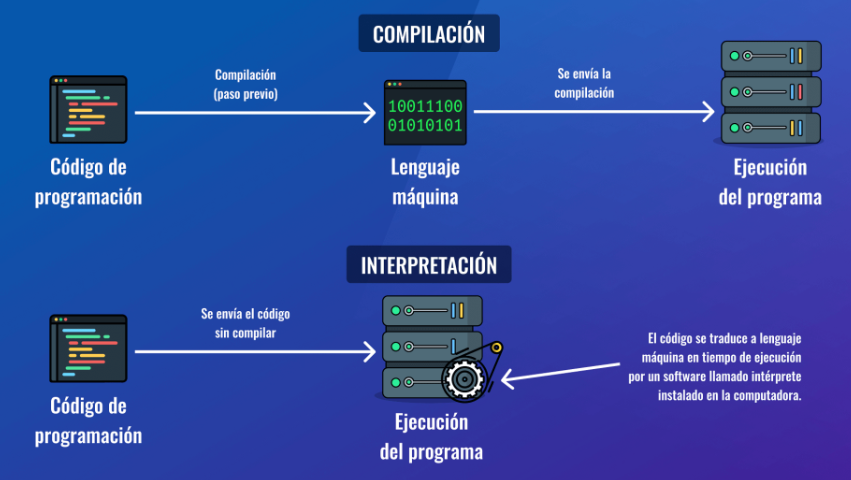 COMPILACIÓN
Compilación
(paso previo)
Se envía la
compilación
10011100
01010101
Código de
programación
Lenguaje
máquina
Ejecución
del programa
INTERPRETACIÓN
Se envía el código
sin compilar
El código se traduce a lenguaje
máquina en tiempo de ejecución
por un software llamado intérprete
instalado en la computadora.
Código de
programación
Ejecución
del programa